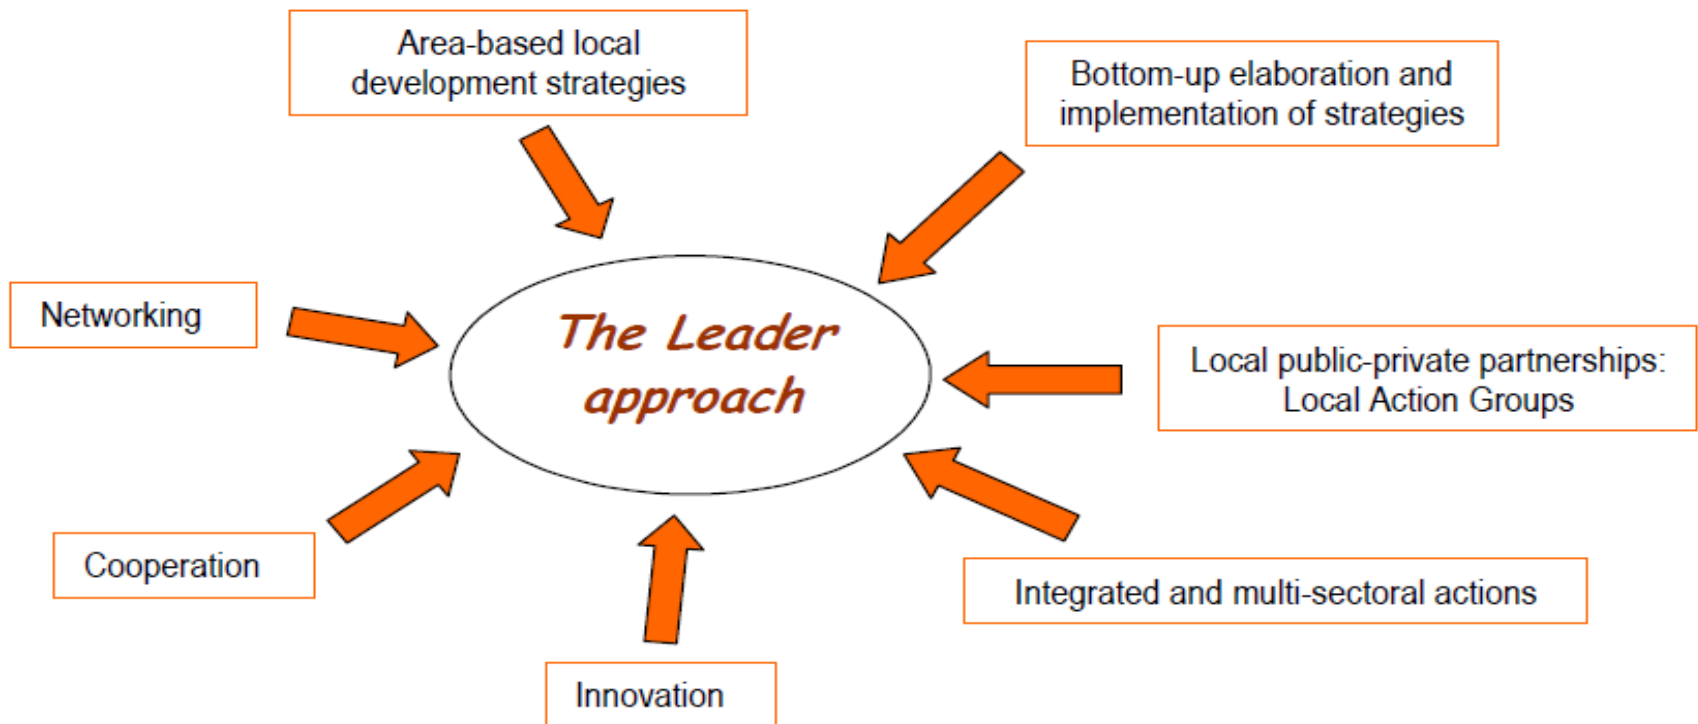 Area-based local
development strategies
Bottom-up elaboration and
implementation of strategies
Networking
The Leader
approach
Local public-private partnerships:
Local Action Groups
Cooperation
Integrated and multi-sectoral actions
Innovation